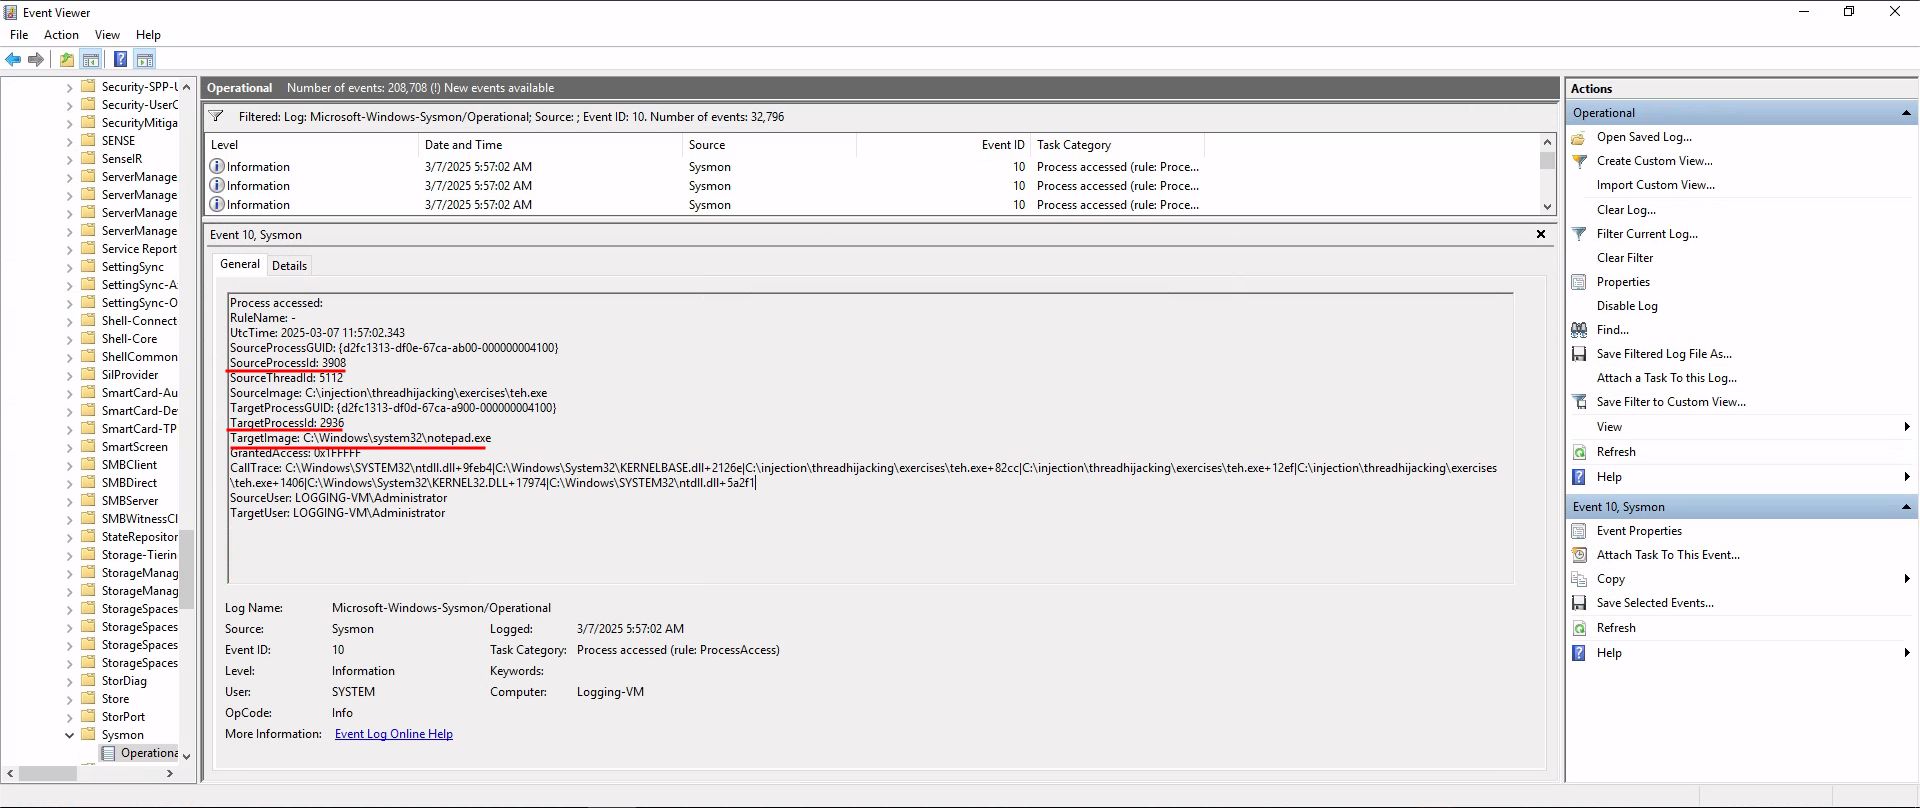 Event Viewer
File Action View Help
Security-SPP-U
Security-UserC
SecurityMitiga
SENSE
SenseIR
ServerManage
ServerManage
ServerManage
ServerManage
Service Report
SettingSync
SettingSync-A
SettingSync-O
Shell-Connect
Shell-Core
ShellCommon
SilProvider
SmartCard-Au
SmartCard-De
SmartCard-TP
SmartScreen
SMBClient
SMBDirect
SMBServer
SMBWitnessCl
StateRepositor
Storage-Tierin
StorageManag
StorageManag
StorageSpaces
StorageSpaces
StorageSpaces
StorageSpaces
StorDiag
Store
StorPort
Sysmon
Operationa
Operational Number of events: 208,708 (!) New events available
Filtered: Log: Microsoft-Windows-Sysmon/Operational; Source: ; Event ID: 10. Number of events: 32,796
Level Date and Time Source Event ID Task Category
Information 3/7/2025 5:57:02 AM Sysmon 10 Process accessed (rule: Proce...
Information 3/7/2025 5:57:02 AM Sysmon 10 Process accessed (rule: Proce...
Information 3/7/2025 5:57:02 AM Sysmon 10 Process accessed (rule: Proce...
Event 10, Sysmon
General Details
Process accessed:
RuleName: -
UtcTime: 2025-03-07 11:57:02.343
SourceProcessGUID: {d2fc1313-df0e-67ca-ab00-000000004100}
SourceProcessId: 3908
SourceThreadId: 5112
SourceImage: C:\injection\threadhijacking\exercises\teh.exe
TargetProcessGUID: {d2fc1313-df0d-67ca-a900-000000004100}
TargetProcessId: 2936
TargetImage: C:\Windows\system32\notepad.exe
GrantedAccess: 0x1FFFFF
CallTrace: C:\Windows\SYSTEM32\ntdll.dll+9feb4|C:\Windows\System32\KERNELBASE.dll+2126e|C:\injection\threadhijacking\exercises\teh.exe+82cc|C:\injection\threadhijacking\exercises\teh.exe+12ef|C:\injection\threadhijacking\exercises
\teh.exe+1406|C:\Windows\System32\KERNEL32.DLL+17974|C:\Windows\SYSTEM32\ntdll.dll+5a2f1
SourceUser: LOGGING-VM\Administrator
TargetUser: LOGGING-VM\Administrator
Log Name: Microsoft-Windows-Sysmon/Operational
Source: Sysmon Logged: 3/7/2025 5:57:02 AM
Event ID: 10 Task Category: Process accessed (rule: ProcessAccess)
Level: Information Keywords:
User: SYSTEM Computer: Logging-VM
OpCode: Info
More Information: Event Log Online Help
Actions
Operational
Open Saved Log...
Create Custom View...
Import Custom View...
Clear Log...
Filter Current Log...
Clear Filter
Properties
Disable Log
Find...
Save Filtered Log File As...
Attach a Task To this Log...
Save Filter to Custom View...
View
Refresh
Help
Event 10, Sysmon
Event Properties
Attach Task To This Event...
Copy
Save Selected Events...
Refresh
Help